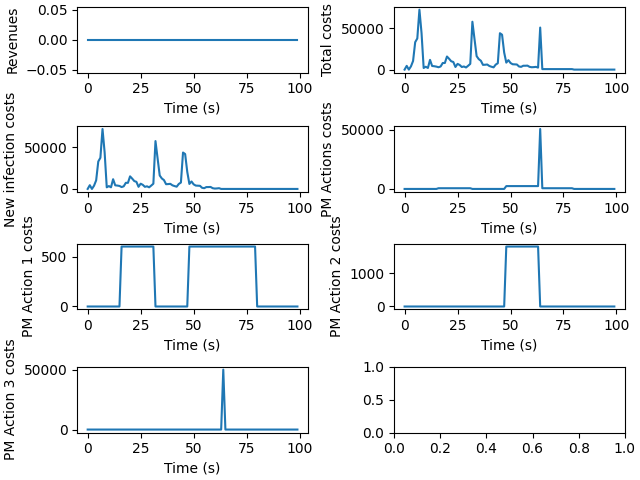 Revenues
0.05
0.00
−0.05
0 25 50 75 100
Time (s)
Total costs
50000
0
0 25 50 75 100
Time (s)
New infection costs
50000
0
0 25 50 75 100
Time (s)
PM Actions costs
50000
0
0 25 50 75 100
Time (s)
PM Action 1 costs
500
0
0 25 50 75 100
Time (s)
PM Action 2 costs
1000
0
0 25 50 75 100
Time (s)
PM Action 3 costs
50000
0
0 25 50 75 100
Time (s)
1.0
0.5
0.0
0.0 0.2 0.4 0.6 0.8 1.0